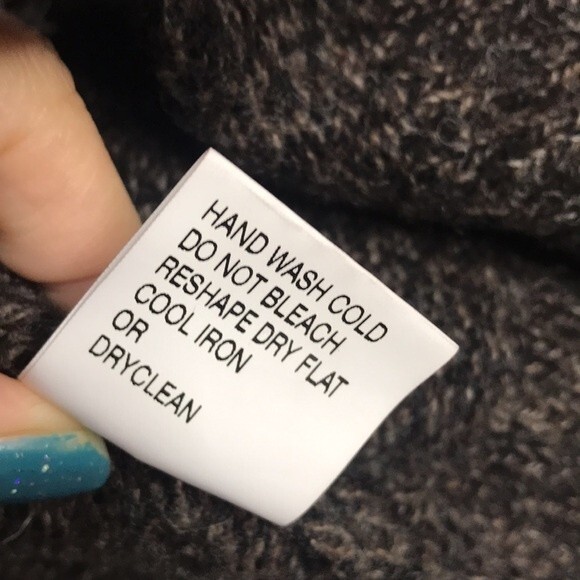 HAND WASH COLD
DO NOT BLEACH
RESHAPE DRY FLAT
COOL IRON
OR
DRYCLEAN